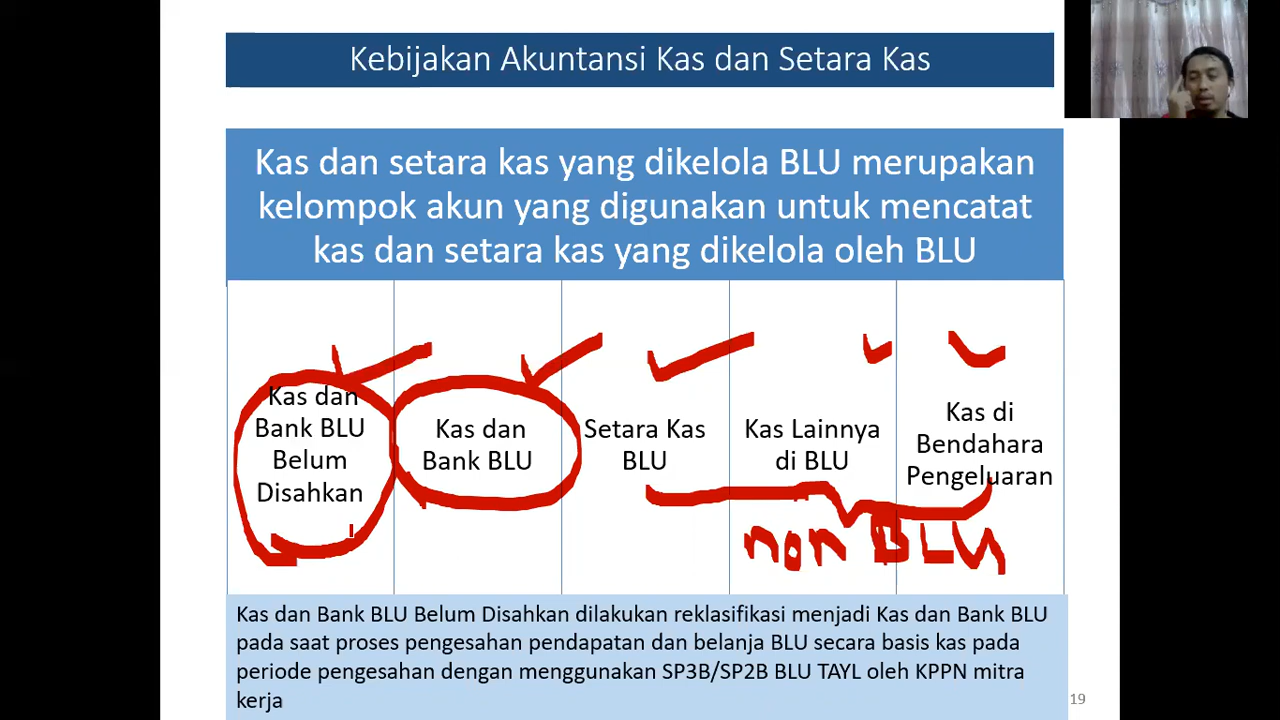 Kebijakan Akuntansi Kas dan Setara Kas
Kas dan setara kas yang dikelola BLU merupakan
kelompok akun yang digunakan untuk mencatat
kas dan setara kas yang dikelola oleh BLU
Kas dan
Bank BLU
Belum
Disahkan
Kas dan
Bank BLU
Setara Kas
BLU
Kas Lainnya
di BLU
Kas di
Bendahara
Pengeluaran
non BLU
Kas dan Bank BLU Belum Disahkan dilakukan reklasifikasi menjadi Kas dan Bank BLU
pada saat proses pengesahan pendapatan dan belanja BLU secara basis kas pada
periode pengesahan dengan menggunakan SP3B/SP2B BLU TAYL oleh KPPN mitra
kerja
19